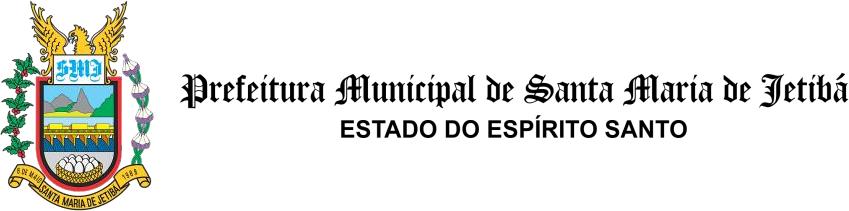 SMJ
Prefeitura Municipal de Santa Maria de Jetibá
ESTADO DO ESPÍRITO SANTO
6 DE MAIO 1988
SANTA MARIA DE JETIBÁ